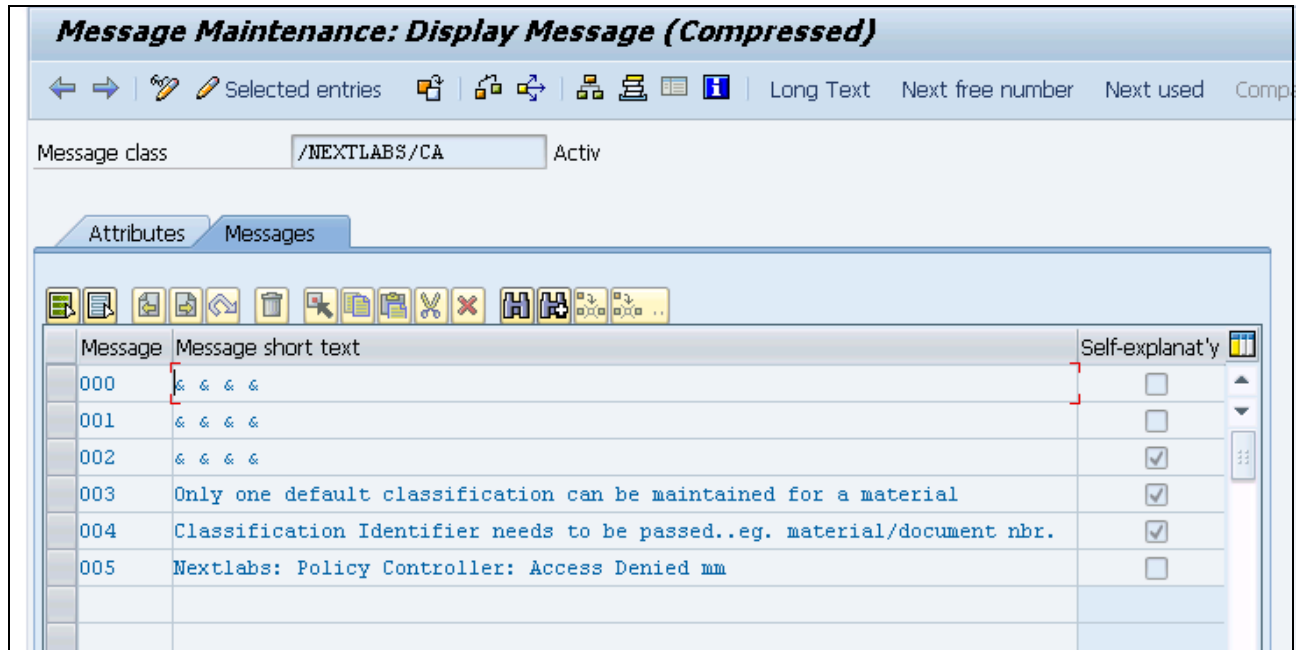 Message Maintenance: Display Message (Compressed)
Selected entries Long Text Next free number Next used Compa
Message class /NEXTLABS/CA Activ
Attributes Messages
Message Message short text Self-explanat'y
000 & & & &
001 & & & &
002 & & & &
003 Only one default classification can be maintained for a material
004 Classification Identifier needs to be passed..eg. material/document nbr.
005 Nextlabs: Policy Controller: Access Denied mm